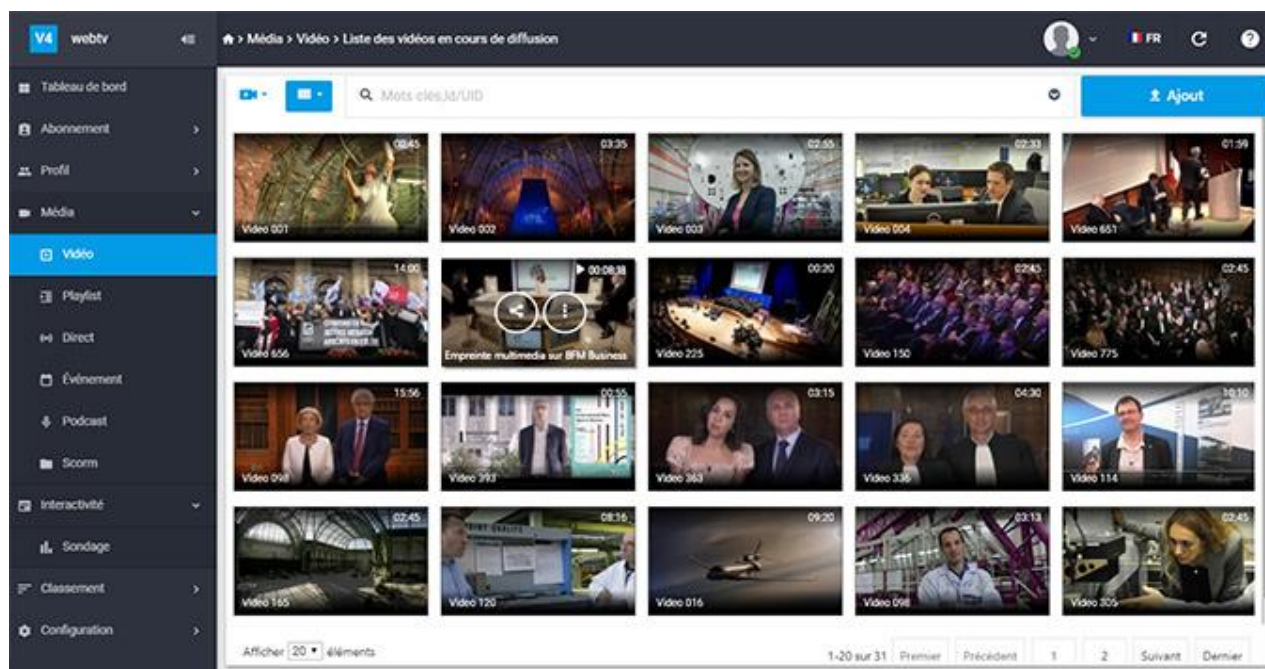 V4 webtv
> Média > Vidéo > Liste des vidéos en cours de diffusion
FR
?
Tableau de bord
Abonnement
Profil
Média
Vidéo
Playlist
Direct
Événement
Podcast
Scorm
Interactivité
Sondage
Classement
Configuration
Mots clés,Id/UID
Ajout
00:45
Video 001
03:35
Video 002
02:55
Video 003
02:33
Video 004
01:59
Video 651
14:00
Video 656
00:08:38
Empreinte multimedia sur BFM Business
00:20
Video 225
02:45
Video 150
02:45
Video 775
15:56
Video 098
00:55
Video 393
03:15
Video 363
04:30
Video 336
10:10
Video 114
02:45
Video 165
08:16
Video 120
09:20
Video 016
03:13
Video 098
02:45
Video 305
Afficher 20 éléments
1-20 sur 31 Premier Précédent 1 2 Suivant Dernier